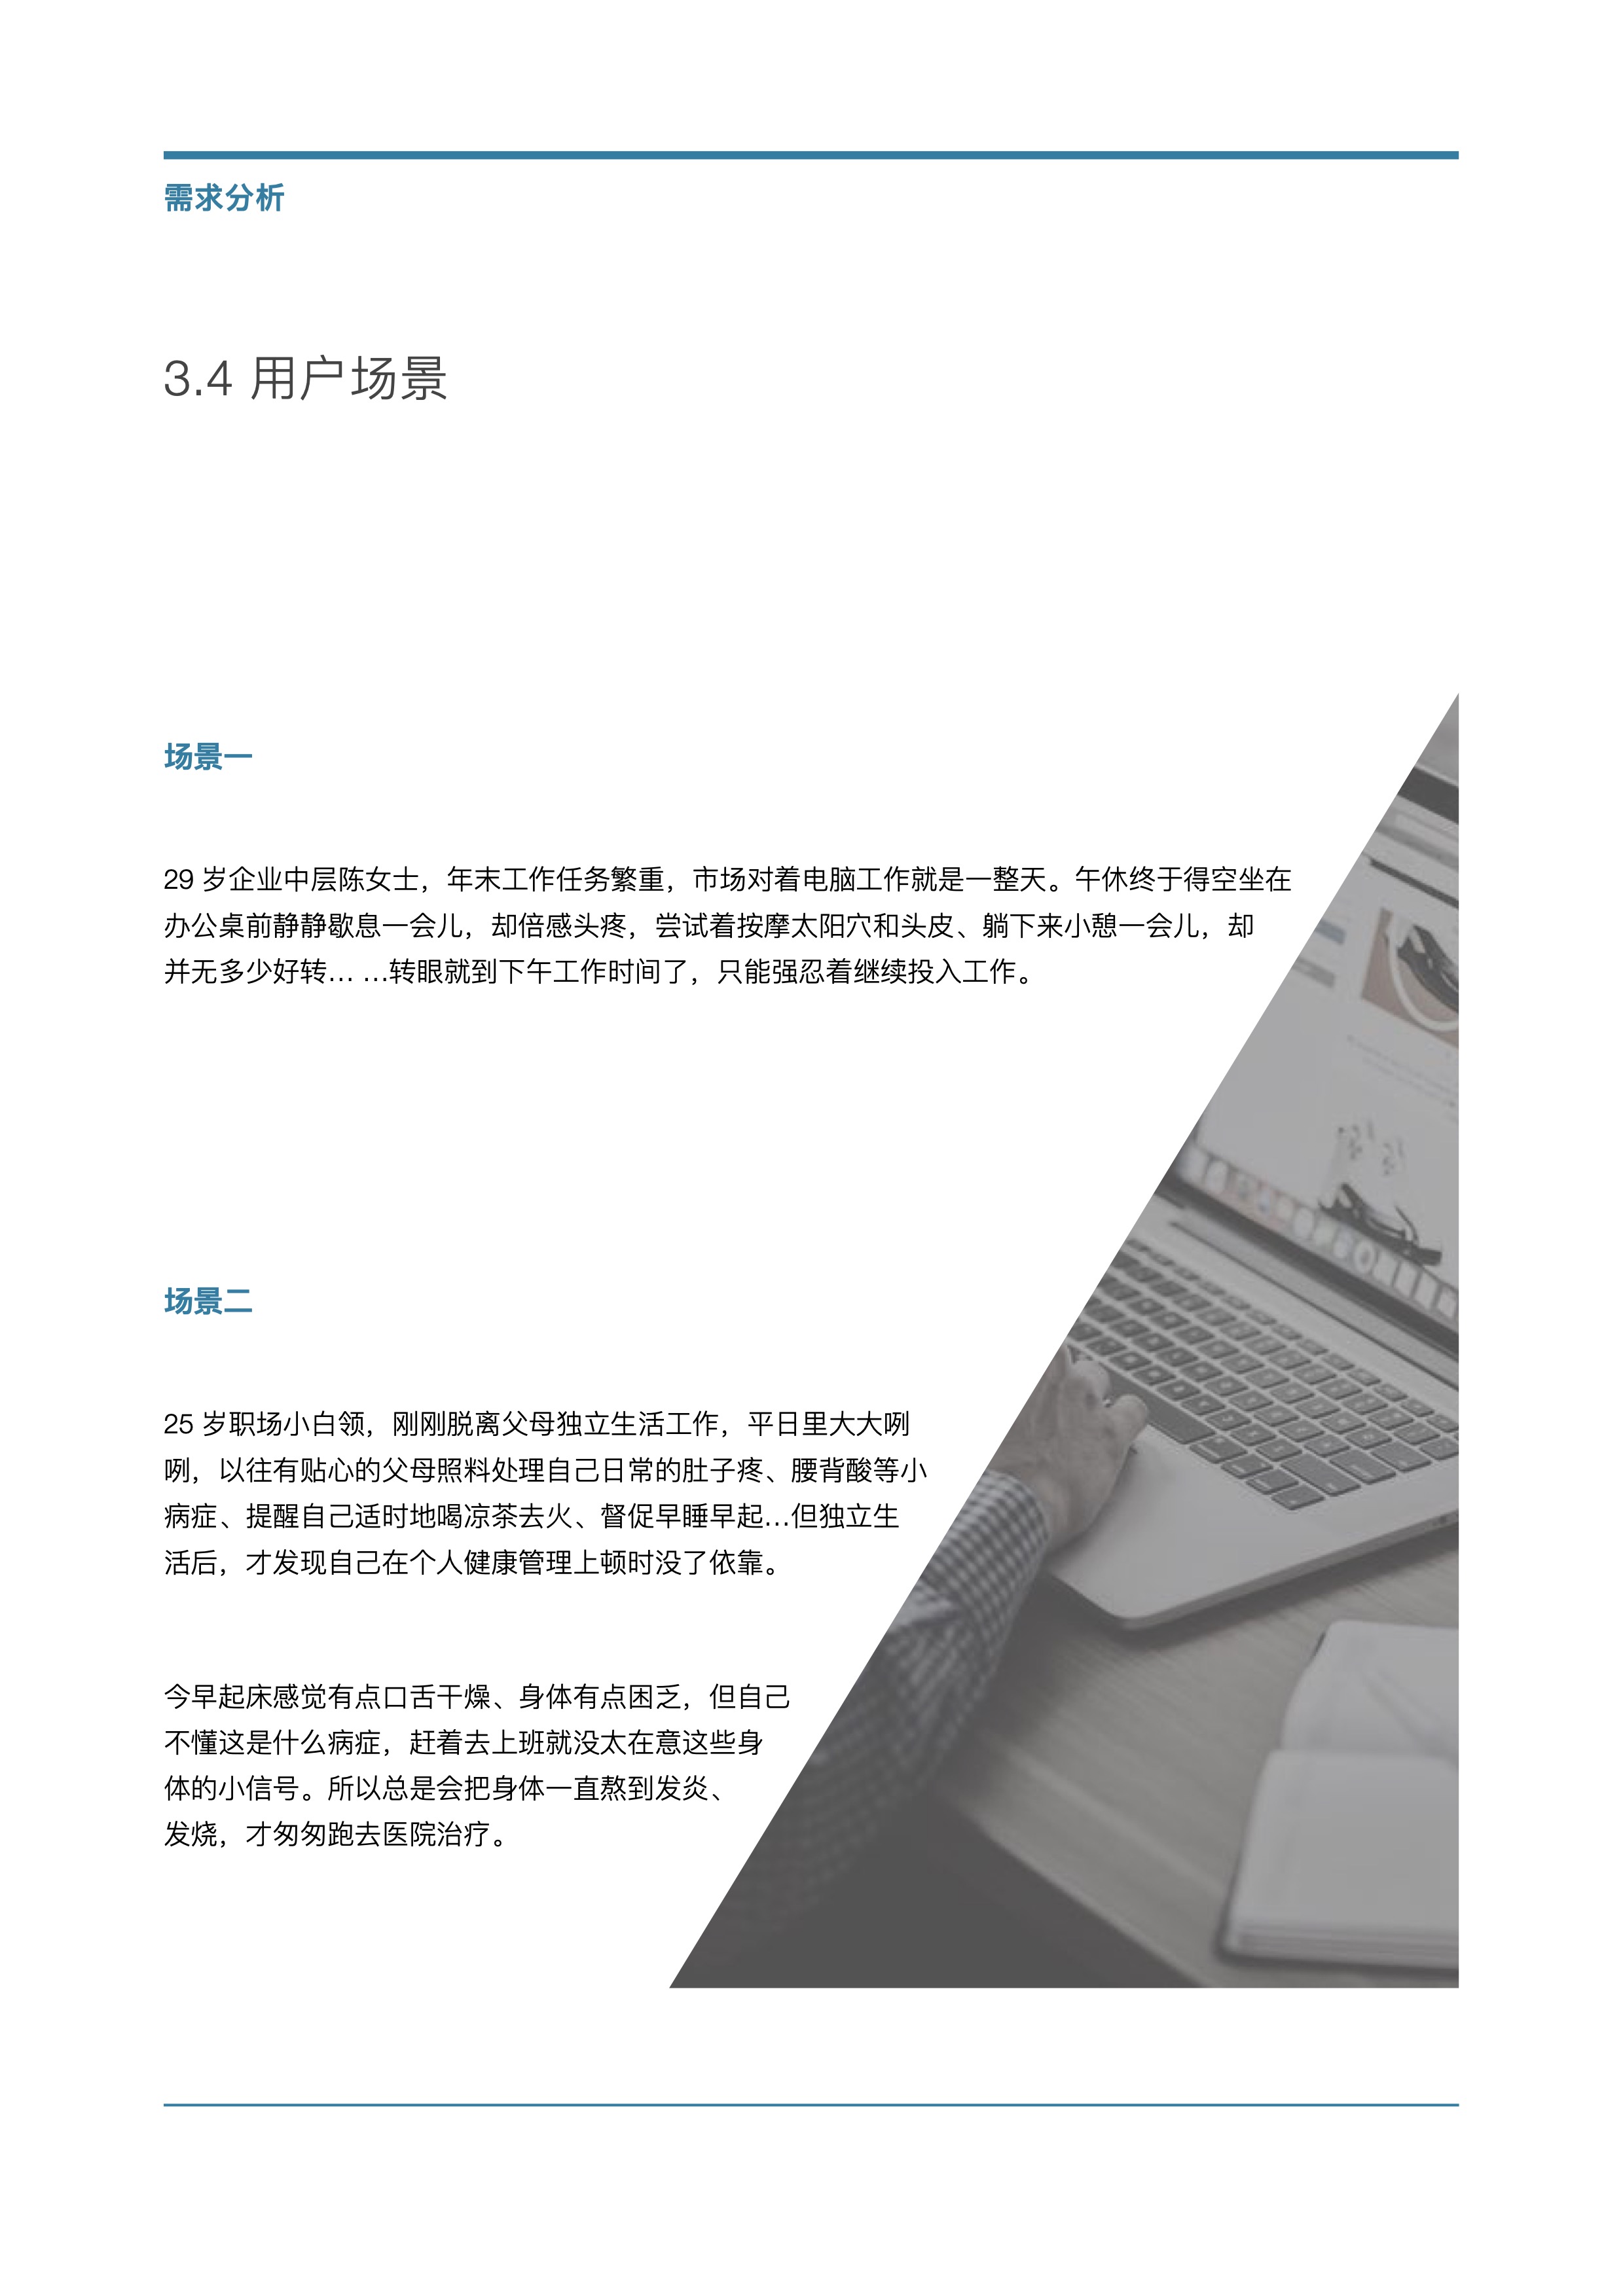 需求分析
3.4 用户场景
场景一
29 岁企业中层陈女士，年末工作任务繁重，市场对着电脑工作就是一整天。午休终于得空坐在
办公桌前静静歇息一会儿，却倍感头疼，尝试着按摩太阳穴和头皮、躺下来小憩一会儿，却
并无多少好转… …转眼就到下午工作时间了，只能强忍着继续投入工作。
场景二
25 岁职场小白领，刚刚脱离父母独立生活工作，平日里大大咧
咧，以往有贴心的父母照料处理自己日常的肚子疼、腰背酸等小
病症、提醒自己适时地喝凉茶去火、督促早睡早起…但独立生
活后，才发现自己在个人健康管理上顿时没了依靠。
今早起床感觉有点口舌干燥、身体有点困乏，但自己
不懂这是什么病症，赶着去上班就没太在意这些身
体的小信号。所以总是会把身体一直熬到发炎、
发烧，才匆匆跑去医院治疗。